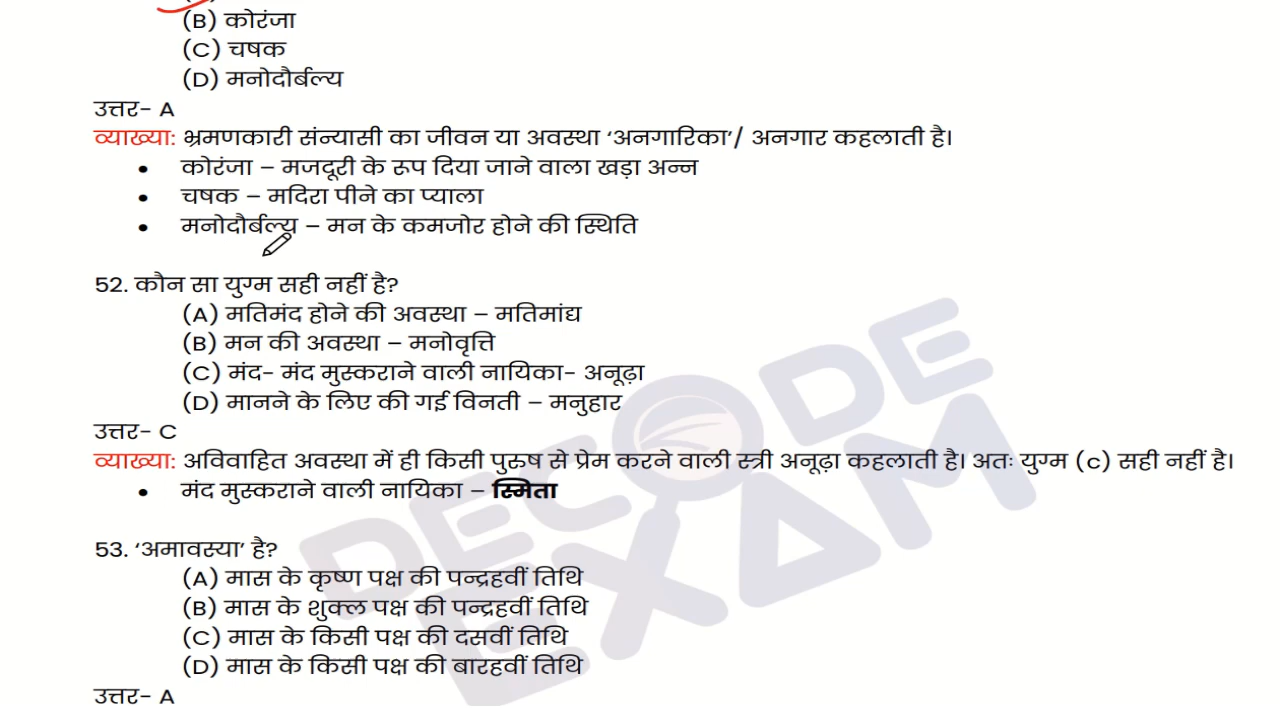 (B) कोरंजा
(C) चषक
(D) मनोदौर्बल्य
उत्तर- A
व्याख्या: भ्रमणकारी संन्यासी का जीवन या अवस्था ‘अनगारिका’/ अनगार कहलाती है।
• कोरंजा – मजदूरी के रूप दिया जाने वाला खड़ा अन्न
• चषक – मदिरा पीने का प्याला
• मनोदौर्बल्य – मन के कमजोर होने की स्थिति
52. कौन सा युग्म सही नहीं है?
(A) मतिमंद होने की अवस्था – मतिमांद्य
(B) मन की अवस्था – मनोवृत्ति
(C) मंद- मंद मुस्कराने वाली नायिका- अनूढ़ा
(D) मानने के लिए की गई विनती – मनुहार
उत्तर- C
व्याख्या: अविवाहित अवस्था में ही किसी पुरुष से प्रेम करने वाली स्त्री अनूढ़ा कहलाती है। अतः युग्म (c) सही नहीं है।
• मंद मुस्कराने वाली नायिका – स्मिता
53. ‘अमावस्या’ है?
(A) मास के कृष्ण पक्ष की पन्द्रहवीं तिथि
(B) मास के शुक्ल पक्ष की पन्द्रहवीं तिथि
(C) मास के किसी पक्ष की दसवीं तिथि
(D) मास के किसी पक्ष की बारहवीं तिथि
उत्तर- A
DECODE
EXAM